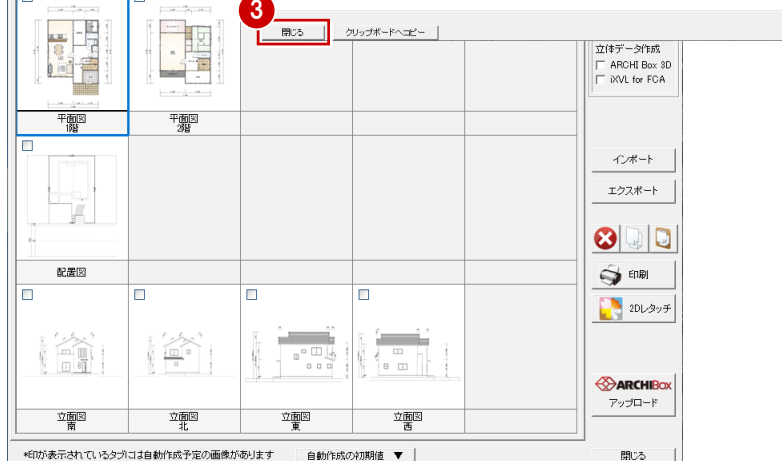 3
閉じる
クリップボードへコピー
立体データ作成
ARCHI Box 3D
iXVL for FCA
平面図
1階
平面図
2階
インポート
エクスポート
配置図
印刷
2Dレタッチ
立面図
南
立面図
北
立面図
東
立面図
西
ARCHIBox
アップロード
*印が表示されているタブには自動作成予定の画像があります
自動作成の初期値 ▼
閉じる